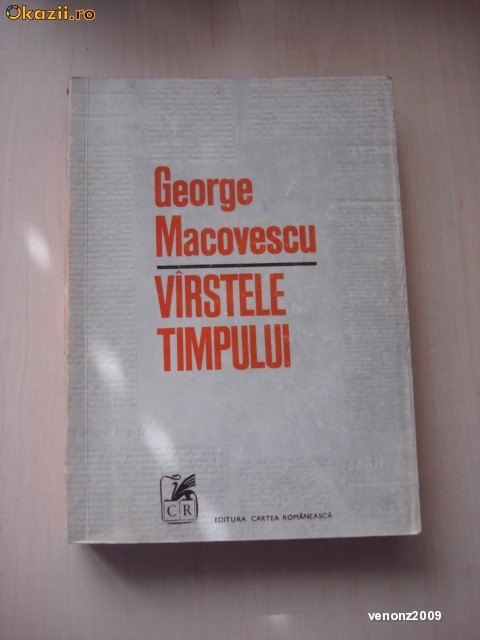 Okazii.ro
George
Macovescu
VÎRSTELE
TIMPULUI
CR
EDITURA CARTEA ROMÂNEASCĂ
venonz2009